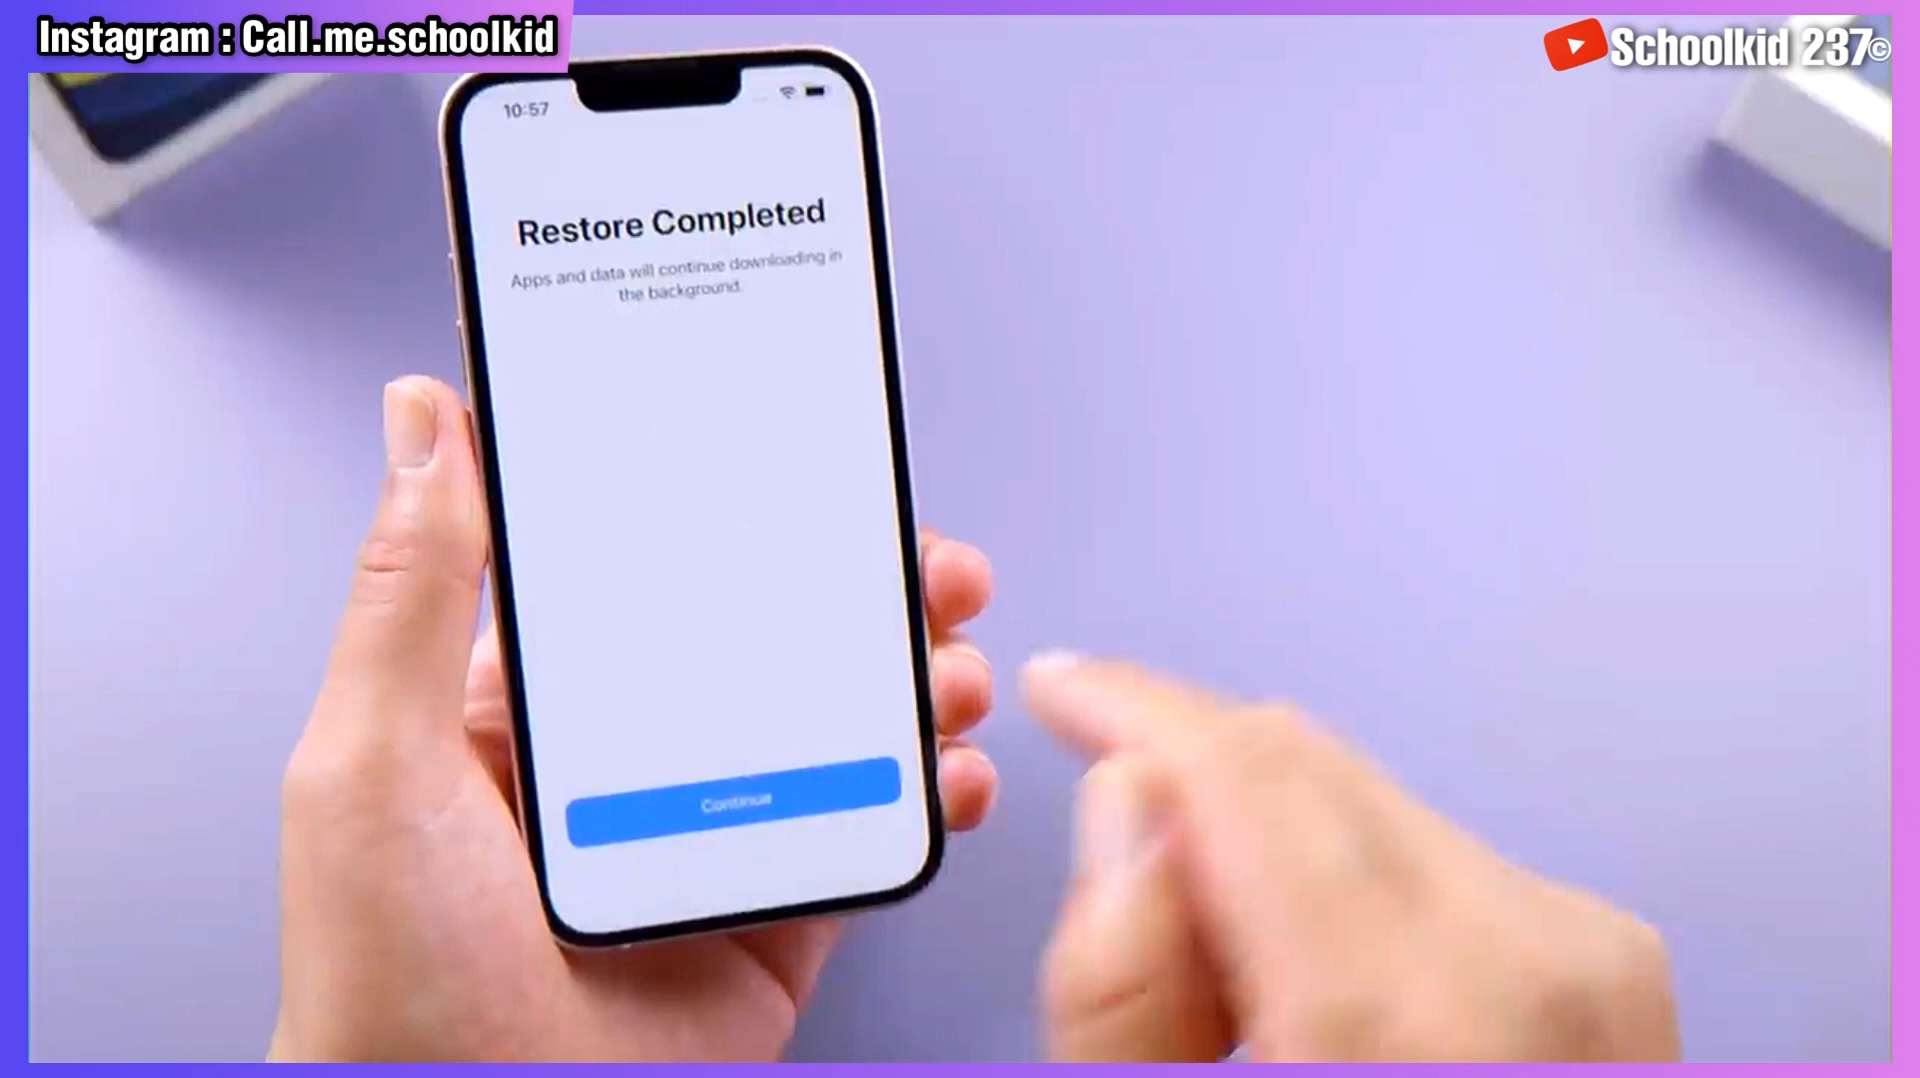 Instagram : Call.me.schoolkid
Schoolkid 237©
10:57
Restore Completed
Apps and data will continue downloading in
the background.
Continue